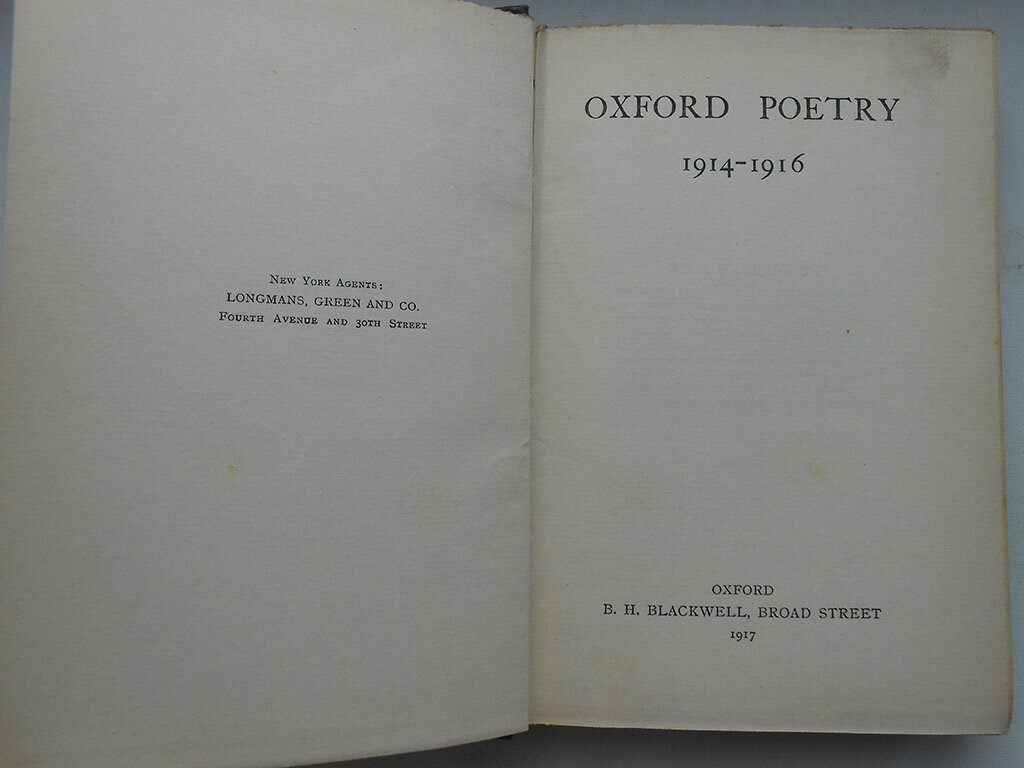 New York Agents:
LONGMANS, GREEN AND CO.
Fourth Avenue and 30th Street
OXFORD POETRY
1914-1916
OXFORD
B. H. BLACKWELL, BROAD STREET
1917